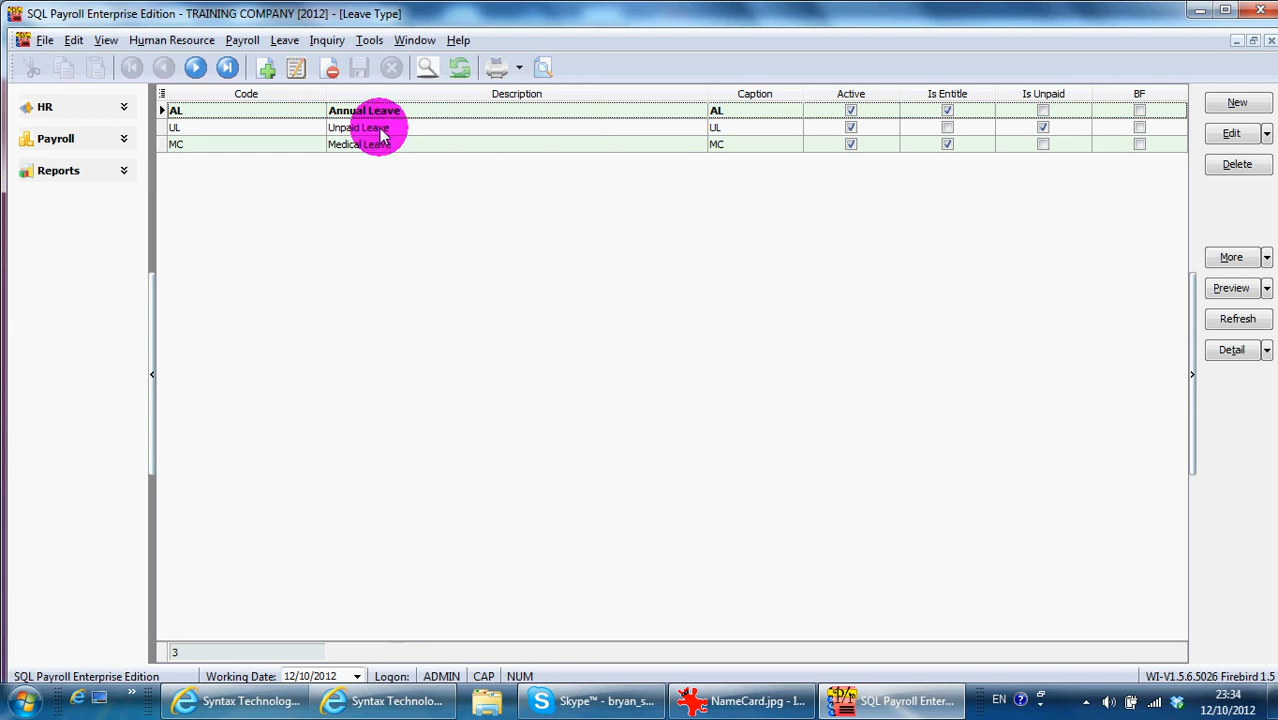 SQL Payroll Enterprise Edition - TRAINING COMPANY [2012] - [Leave Type]
File Edit View Human Resource Payroll Leave Inquiry Tools Window Help
HR
Payroll
Reports
Code Description Caption Active Is Entitle Is Unpaid BF
AL Annual Leave AL
UL Unpaid Leave UL
MC Medical Leave MC
3
New
Edit
Delete
More
Preview
Refresh
Detail
SQL Payroll Enterprise Edition Working Date: 12/10/2012 Logon: ADMIN CAP NUM WI-V1.5.6.5026 Firebird 1.5
Syntax Technolog... Syntax Technolo... Skype™ - bryan_s... NameCard.jpg - I... SQL Payroll Enter... EN 23:34
12/10/2012